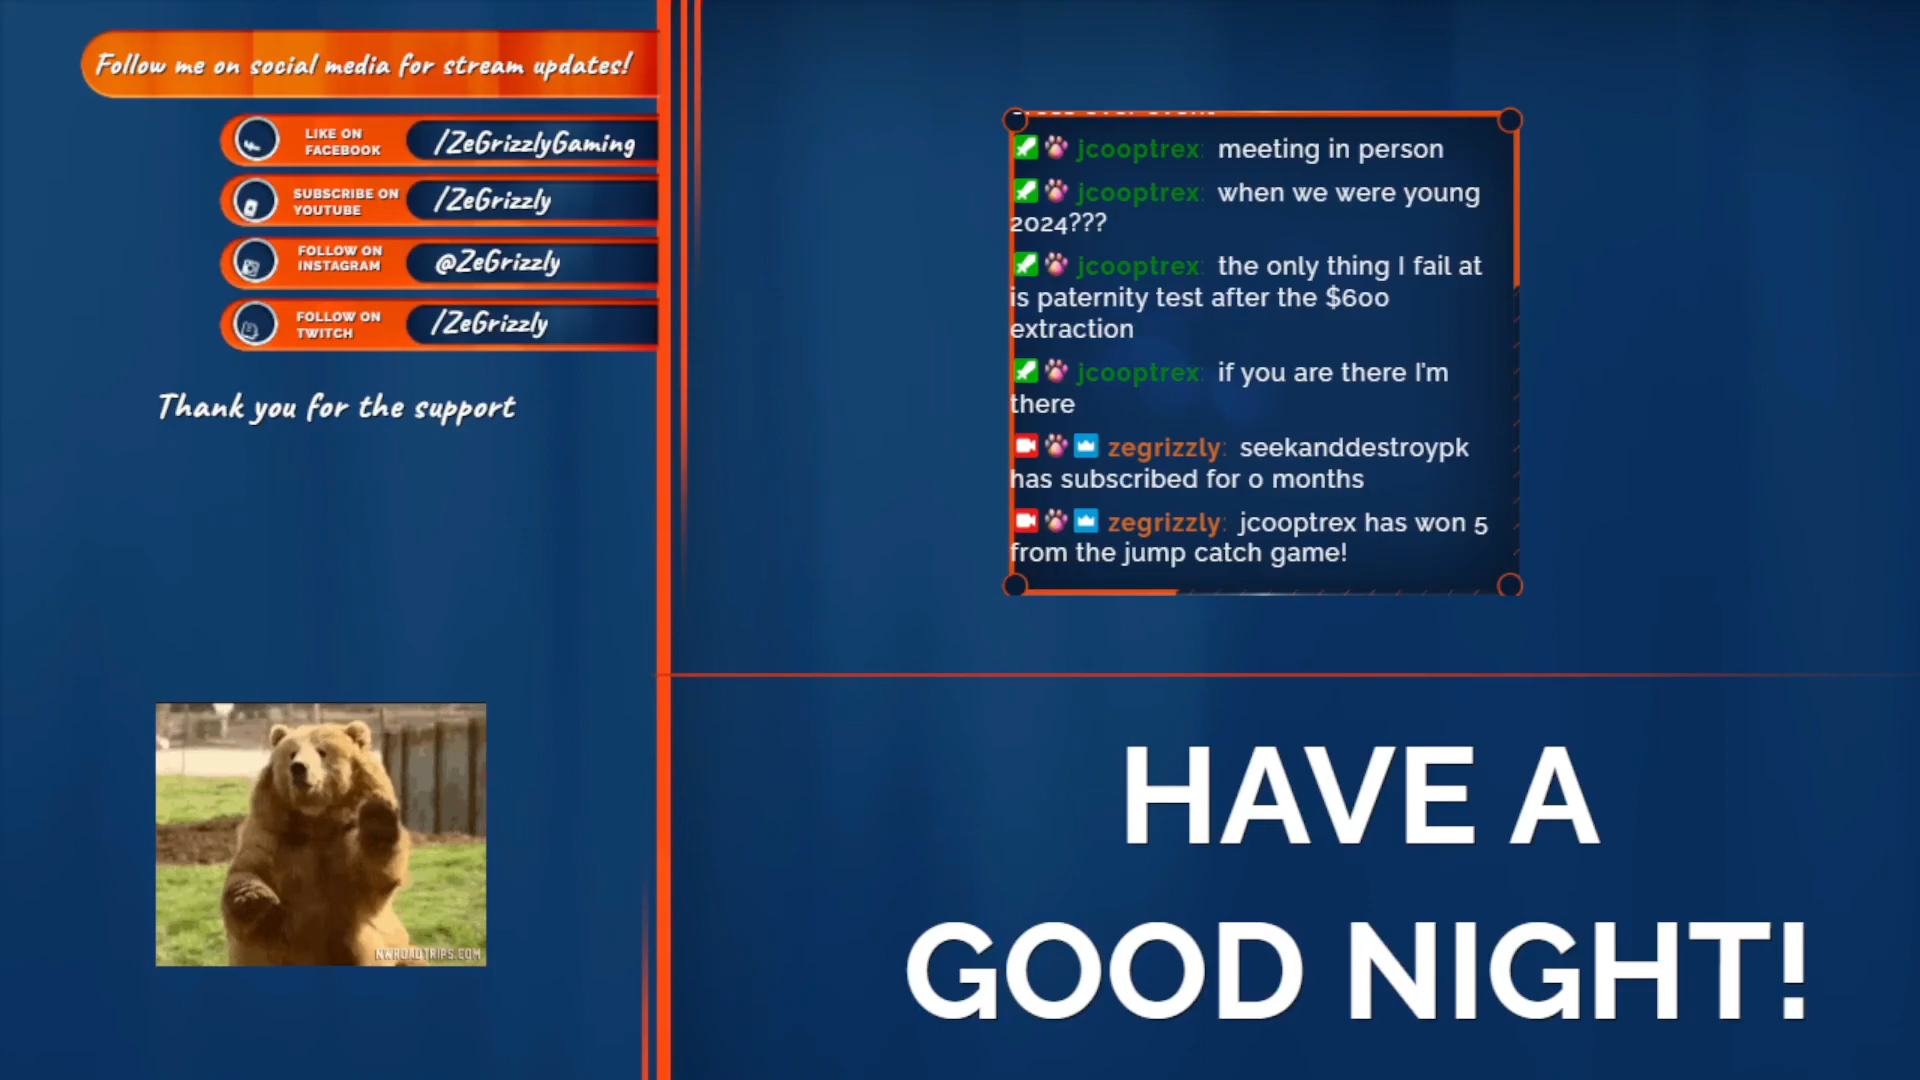 Follow me on social media for stream updates!
LIKE ON
FACEBOOK
/ZeGrizzlyGaming
SUBSCRIBE ON
YOUTUBE
/ZeGrizzly
FOLLOW ON
INSTAGRAM
@ZeGrizzly
FOLLOW ON
TWITCH
/ZeGrizzly
Thank you for the support
NWROADTRIPS.COM
jcooptrex: meeting in person
jcooptrex: when we were young
2024???
jcooptrex: the only thing I fail at
is paternity test after the $600
extraction
jcooptrex: if you are there I'm
there
zegrizzly: seekanddestroypk
has subscribed for 0 months
zegrizzly: jcooptrex has won 5
from the jump catch game!
HAVE A
GOOD NIGHT!